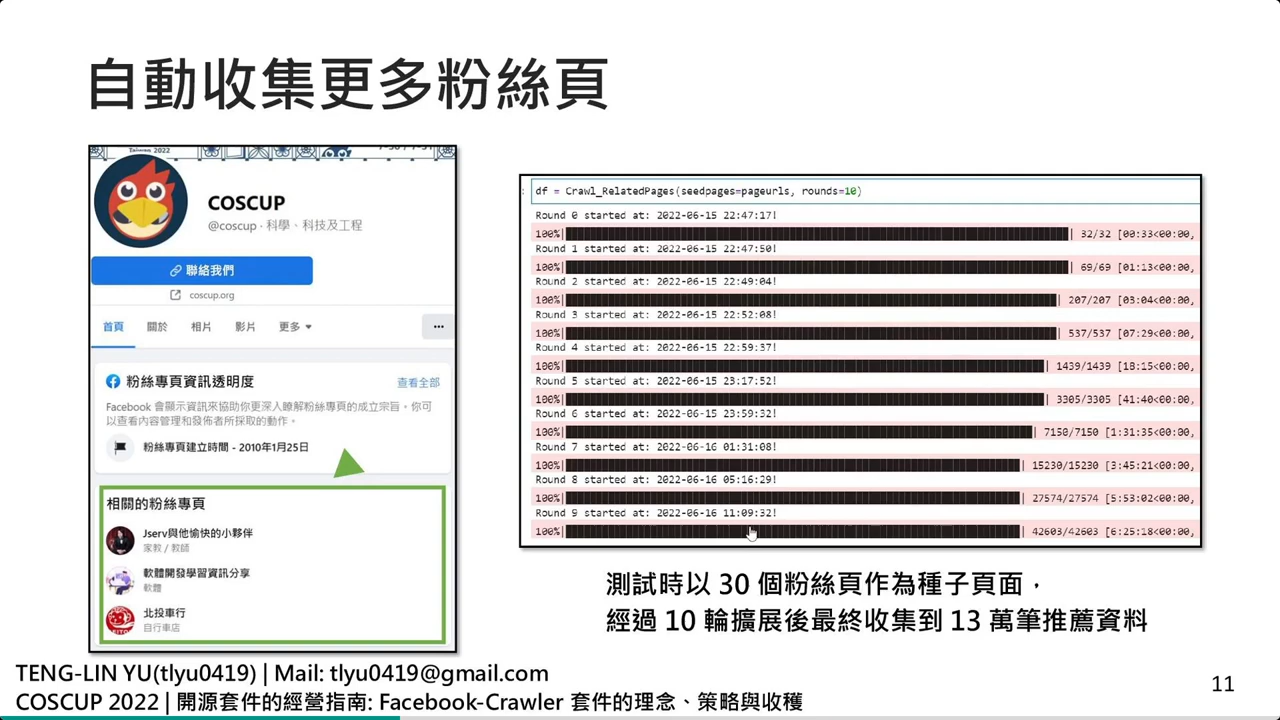 自動收集更多粉絲頁
Taiwan 2022
COSCUP
@coscup · 科學、科技及工程
聯絡我們
coscup.org
首頁 關於 相片 影片 更多
粉絲專頁資訊透明度 查看全部
Facebook 會顯示資訊來協助你更深入瞭解粉絲專頁的成立宗旨。你可
以查看內容管理和發佈者所採取的動作。
粉絲專頁建立時間 - 2010年1月25日
相關的粉絲專頁
Jserv與他愉快的小夥伴
家教 / 教師
軟體開發學習資訊分享
軟體
北投車行
自行車店
df = Crawl_RelatedPages(seedpages=pageurls, rounds=10)
Round 0 started at: 2022-06-15 22:47:17!
100%| | 32/32 [00:33<00:00,
Round 1 started at: 2022-06-15 22:47:50!
100%| | 69/69 [01:13<00:00,
Round 2 started at: 2022-06-15 22:49:04!
100%| | 207/207 [03:04<00:00,
Round 3 started at: 2022-06-15 22:52:08!
100%| | 537/537 [07:29<00:00,
Round 4 started at: 2022-06-15 22:59:37!
100%| | 1439/1439 [18:15<00:00,
Round 5 started at: 2022-06-15 23:17:52!
100%| | 3305/3305 [41:40<00:00,
Round 6 started at: 2022-06-15 23:59:32!
100%| | 7150/7150 [1:31:35<00:00,
Round 7 started at: 2022-06-16 01:31:08!
100%| | 15230/15230 [3:45:21<00:00,
Round 8 started at: 2022-06-16 05:16:29!
100%| | 27574/27574 [5:53:02<00:00,
Round 9 started at: 2022-06-16 11:09:32!
100%| | 42603/42603 [6:25:18<00:00,
測試時以 30 個粉絲頁作為種子頁面，
經過 10 輪擴展後最終收集到 13 萬筆推薦資料
TENG-LIN YU(tlyu0419) | Mail: tlyu0419@gmail.com
COSCUP 2022 | 開源套件的經營指南: Facebook-Crawler 套件的理念、策略與收穫
11